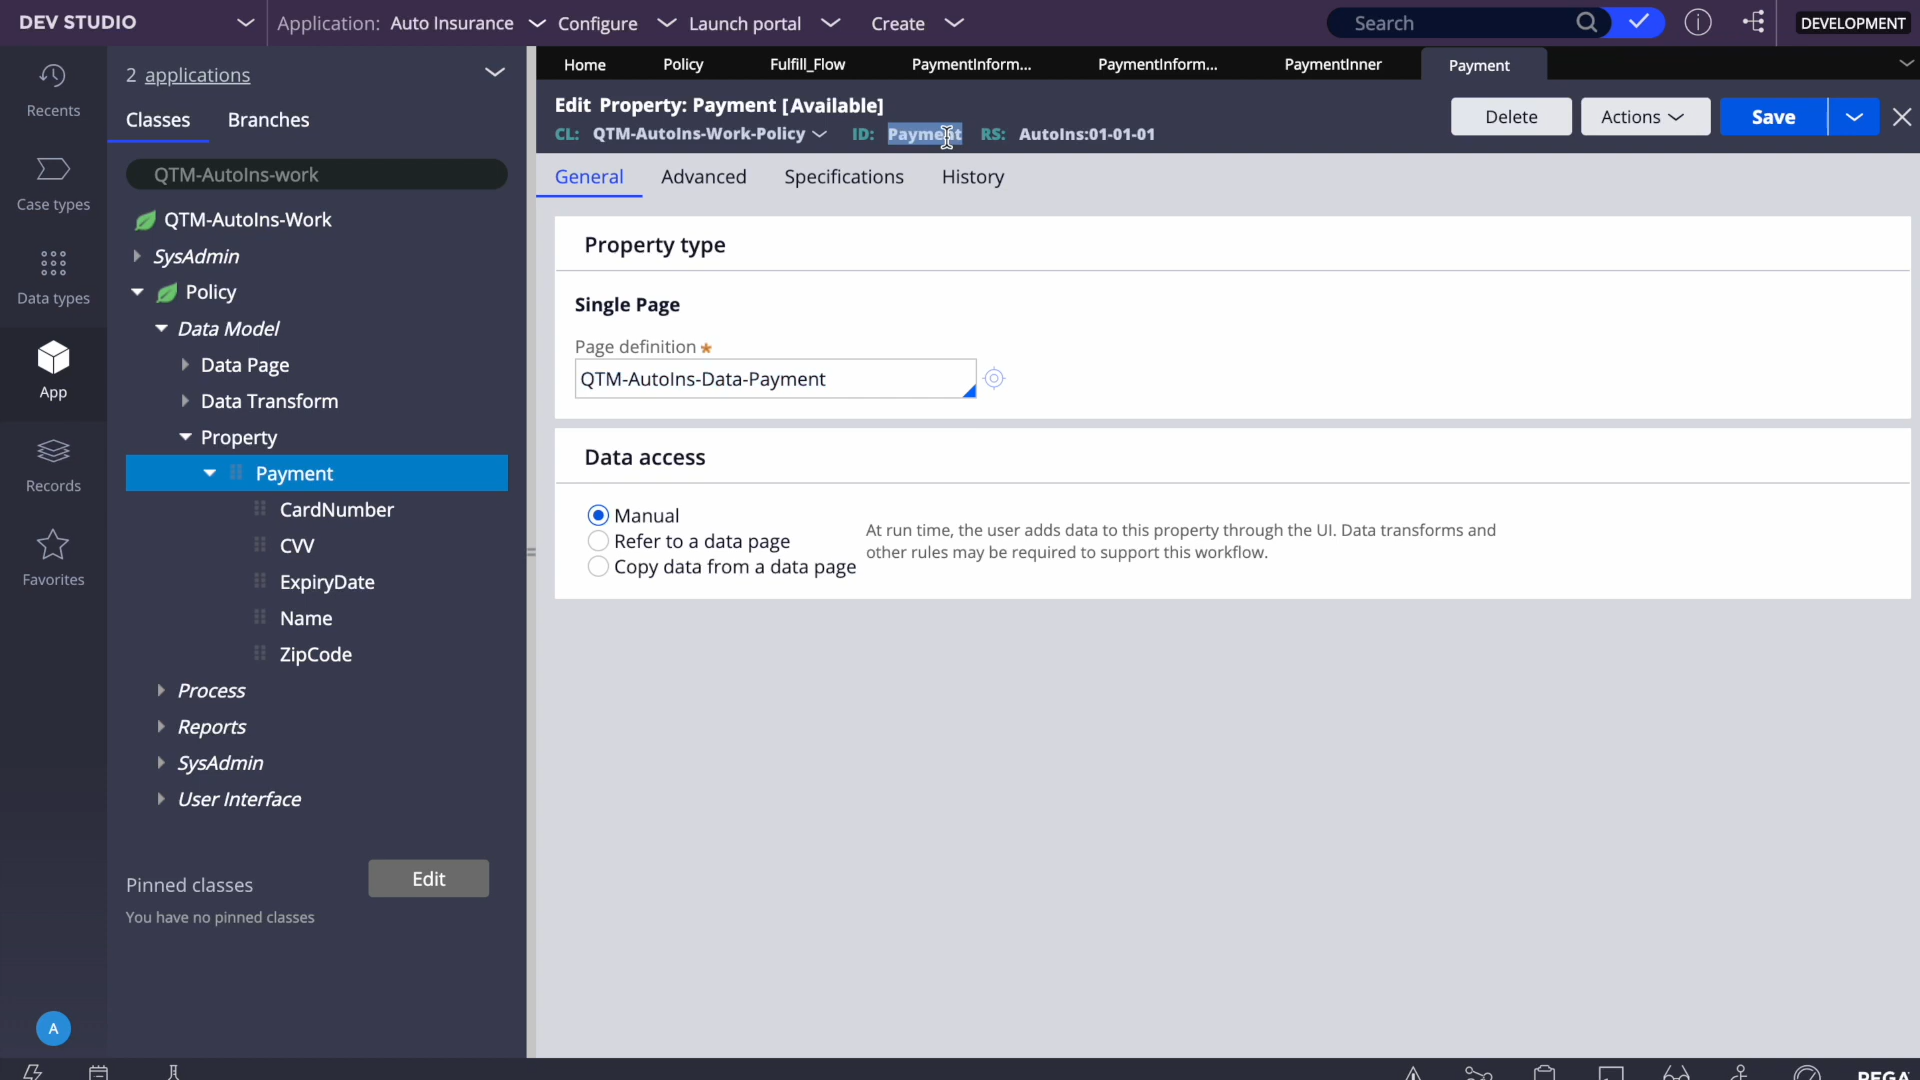 DEV STUDIO
Application: Auto Insurance
Configure
Launch portal
Create
Search
DEVELOPMENT
Recents
Case types
Data types
App
Records
Favorites
A
2 applications
Classes
Branches
QTM-AutoIns-work
QTM-AutoIns-Work
SysAdmin
Policy
Data Model
Data Page
Data Transform
Property
Payment
CardNumber
CVV
ExpiryDate
Name
ZipCode
Process
Reports
SysAdmin
User Interface
Pinned classes
Edit
You have no pinned classes
Home
Policy
Fulfill_Flow
PaymentInform...
PaymentInform...
PaymentInner
Payment
Edit Property: Payment [Available]
CL: QTM-AutoIns-Work-Policy ID: Payment RS: AutoIns:01-01-01
Delete
Actions
Save
General
Advanced
Specifications
History
Property type
Single Page
Page definition *
QTM-AutoIns-Data-Payment
Data access
Manual
Refer to a data page
Copy data from a data page
At run time, the user adds data to this property through the UI. Data transforms and
other rules may be required to support this workflow.
PEGA